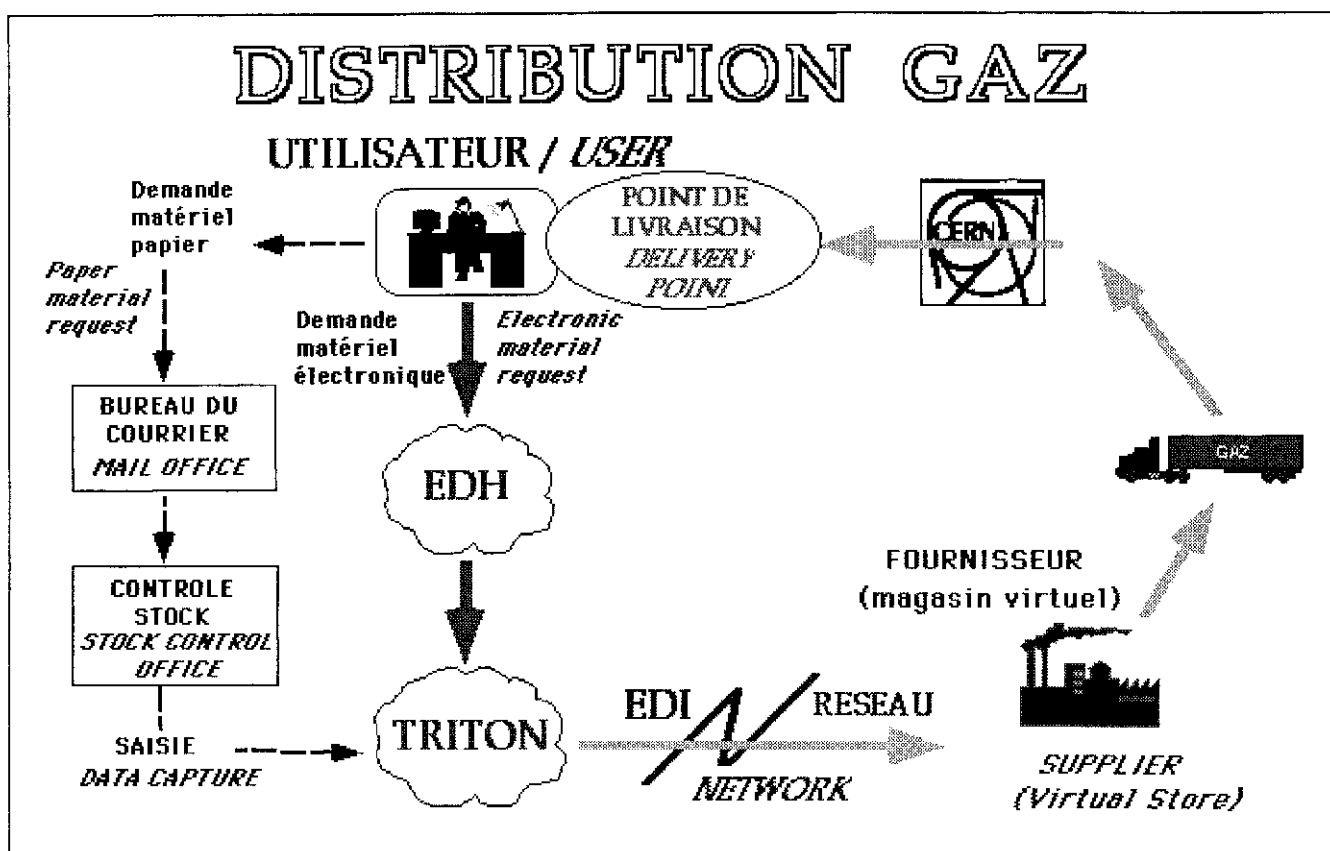 DISTRIBUTION GAZ
UTILISATEUR / USER
Demande
matériel
papier
Paper
material
request
POINT DE
LIVRAISON
DELIVERY
POINT
CERN
Demande
matériel
électronique
Electronic
material
request
BUREAU DU
COURRIER
MAIL OFFICE
EDH
GAZ
CONTROLE
STOCK
STOCK CONTROL
OFFICE
FOURNISSEUR
(magasin virtuel)
SAISIE
DATA CAPTURE
TRITON
EDI RESEAU
NETWORK
SUPPLIER
(Virtual Store)